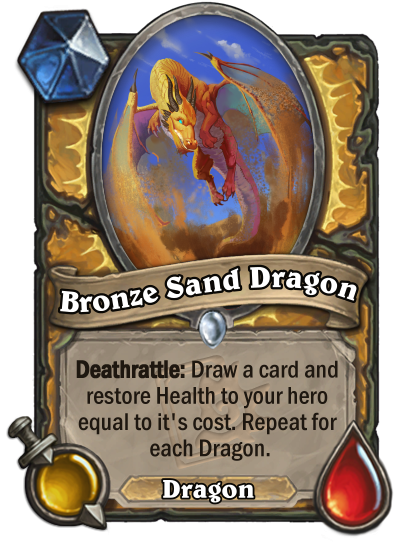 Bronze Sand Dragon
Deathrattle: Draw a card and
restore Health to your hero
equal to it's cost. Repeat for
each Dragon.
Dragon